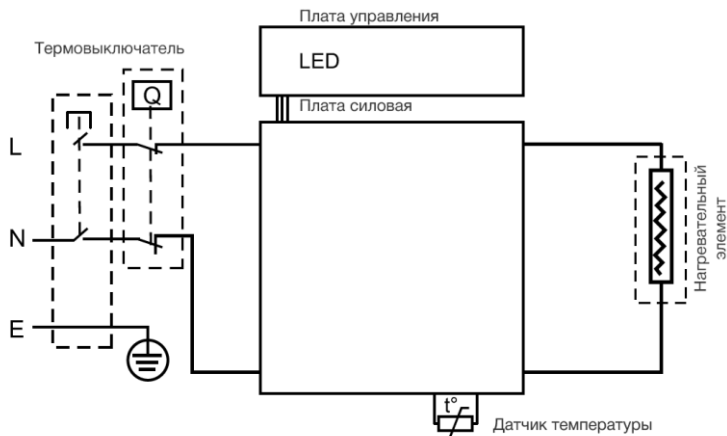 Плата управления
LED
Термовыключатель
Q
Плата силовая
L
N
E
Нагревательный
элемент
t°
Датчик температуры